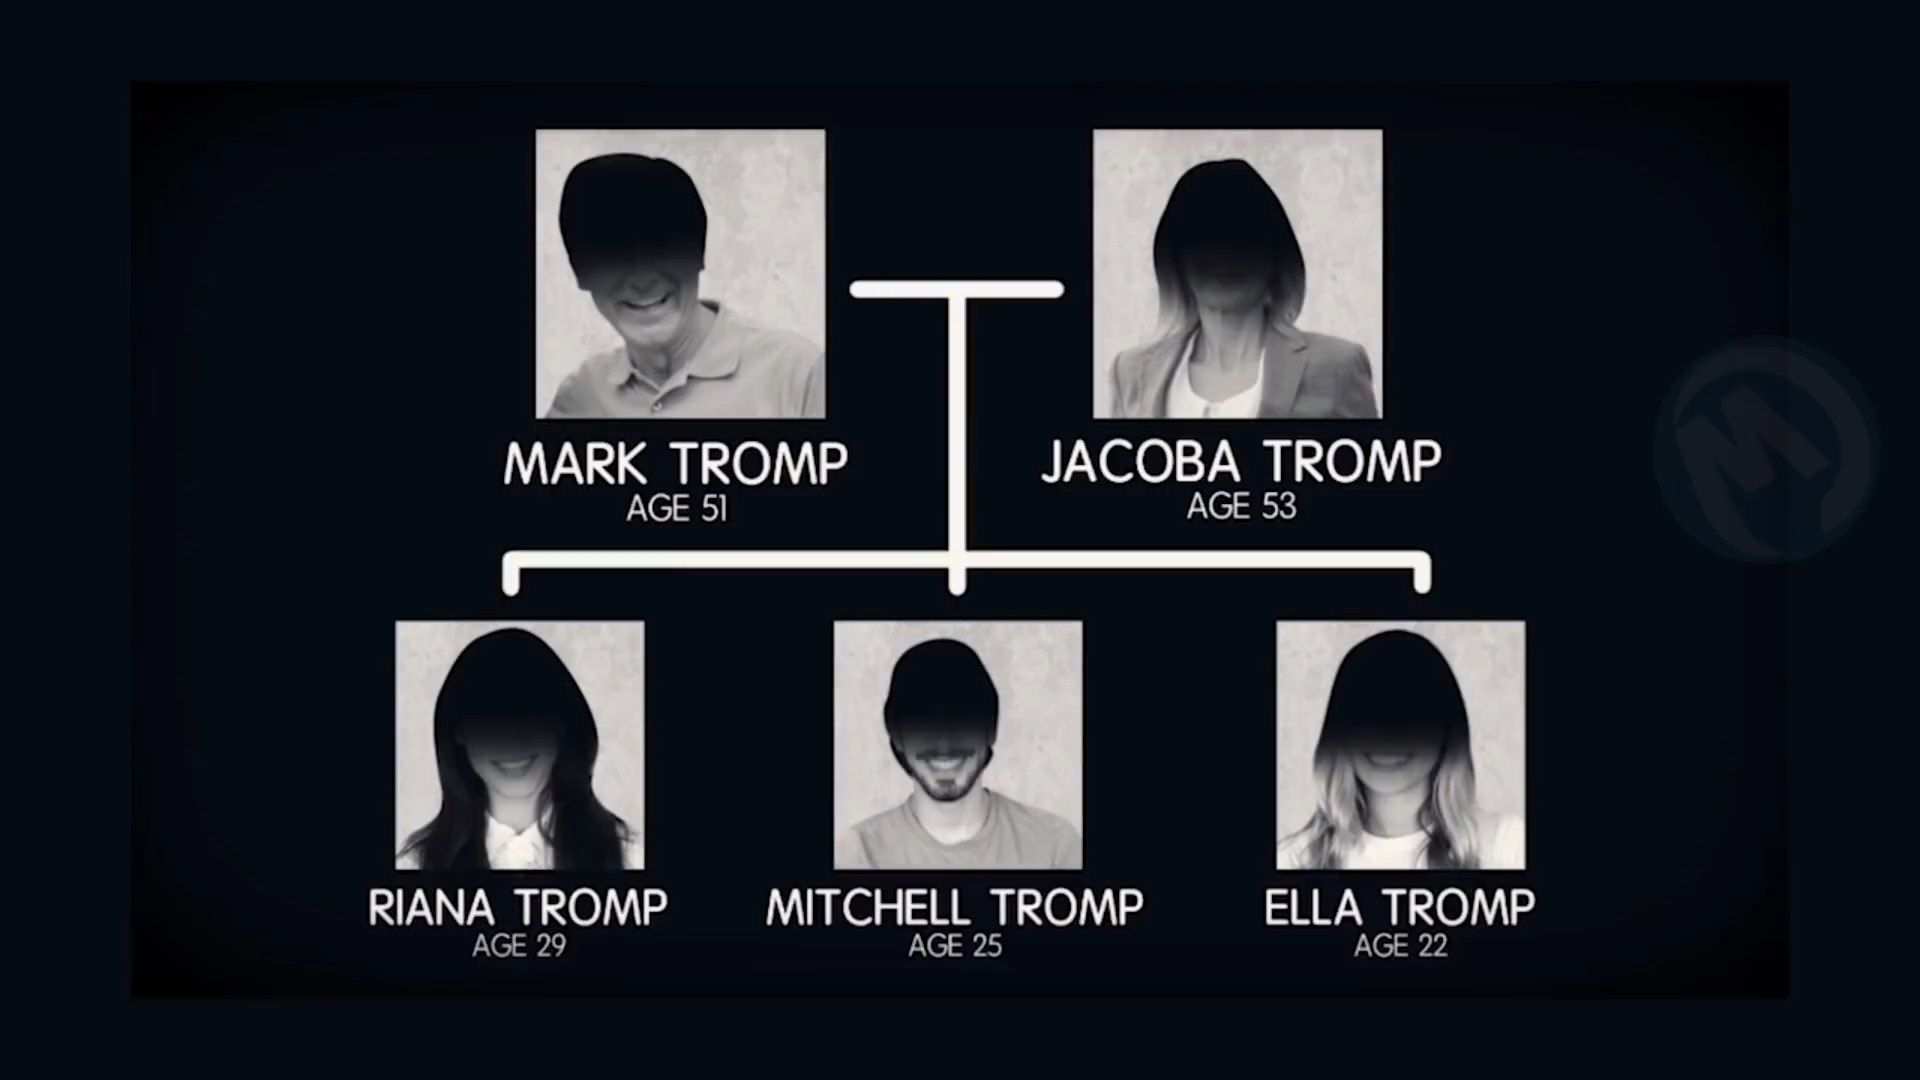 MARK TROMP
AGE 51
JACOBA TROMP
AGE 53
RIANA TROMP
AGE 29
MITCHELL TROMP
AGE 25
ELLA TROMP
AGE 22
M